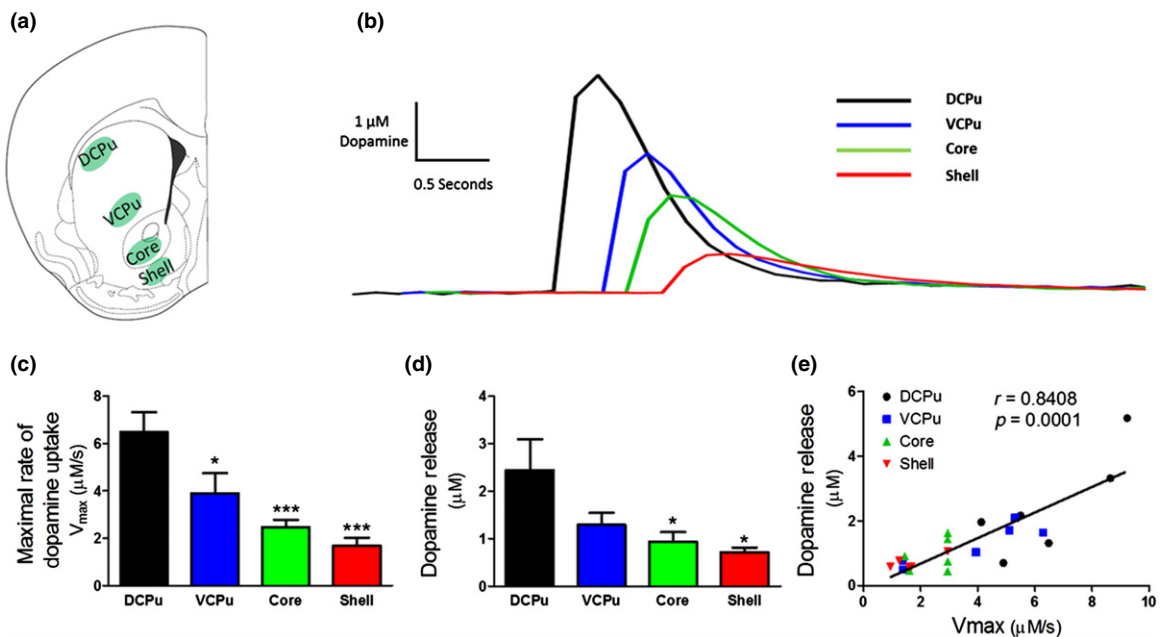 (a)
DCPu
VCPu
Core
Shell
(b)
1 µM
Dopamine
0.5 Seconds
DCPu
VCPu
Core
Shell
(c)
Maximal rate of
dopamine uptake
Vmax (µM/s)
8
6
4
2
0
*
***
***
DCPu
VCPu
Core
Shell
(d)
Dopamine release
(µM)
4
3
2
1
0
*
*
DCPu
VCPu
Core
Shell
(e)
Dopamine release
(µM)
6
4
2
0
DCPu
VCPu
Core
Shell
r = 0.8408
p = 0.0001
0 2 4 6 8 10
Vmax (µM/s)